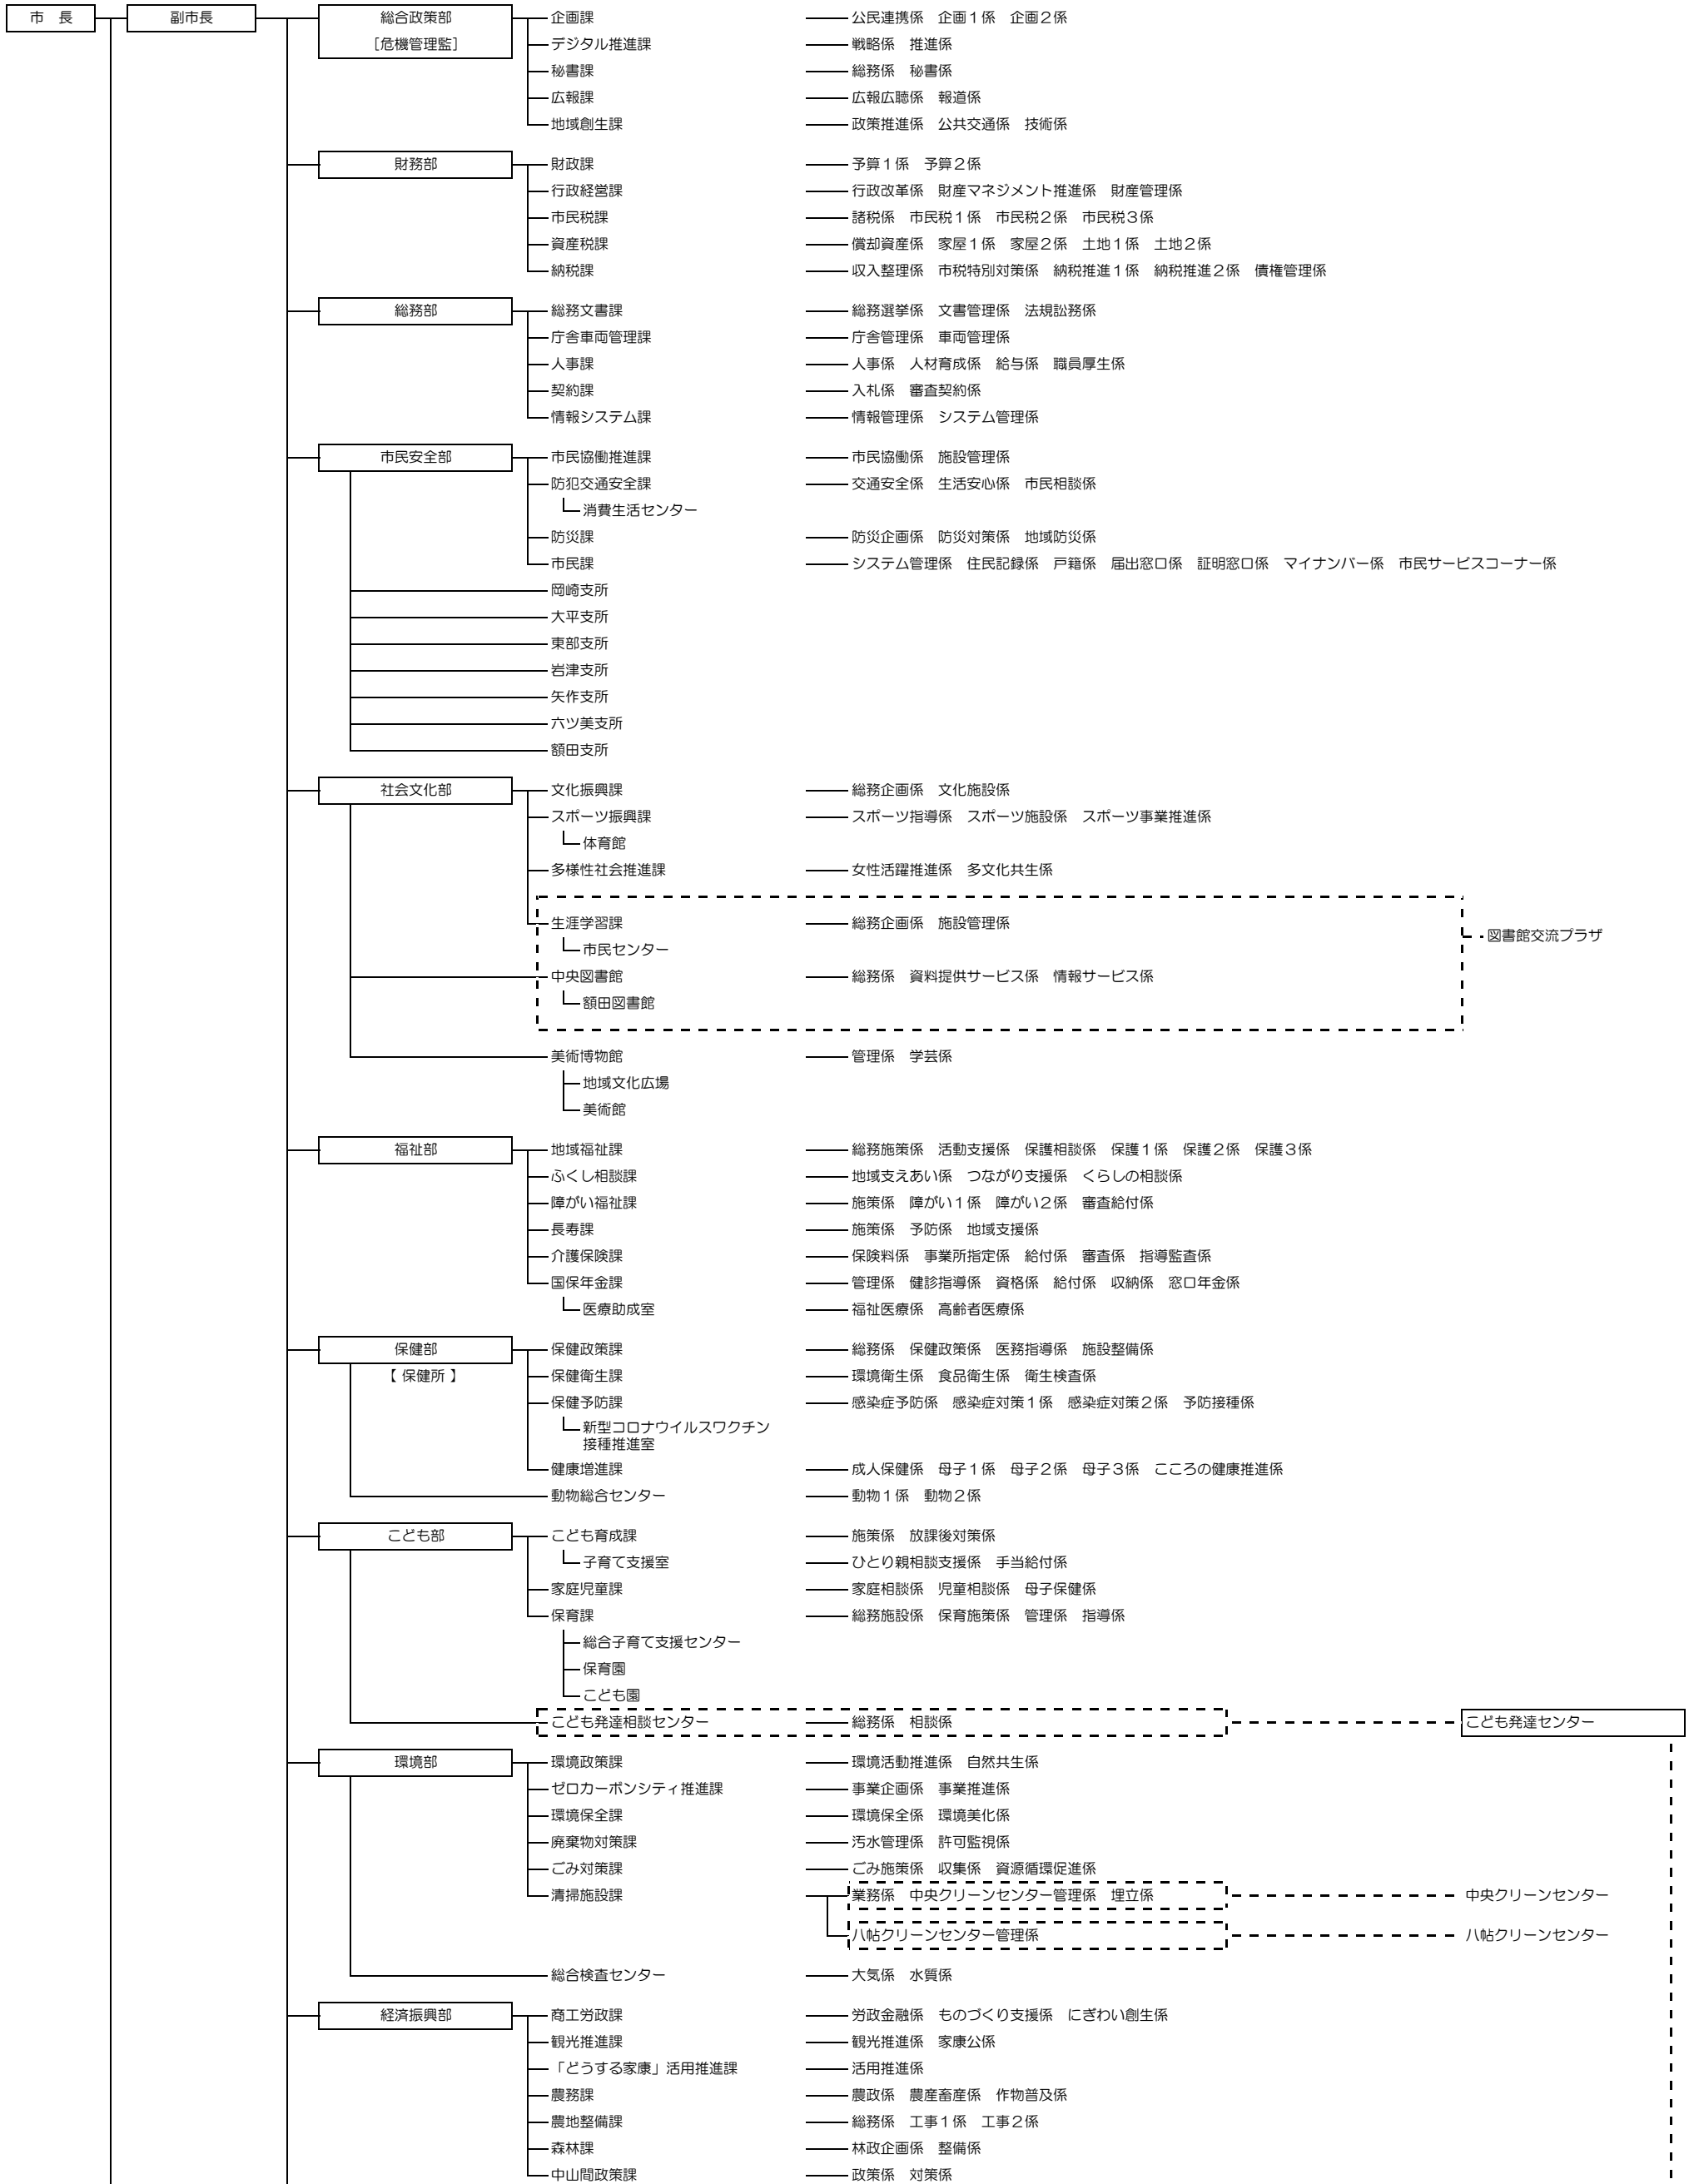 市　長　副市長　総合政策部　企画課　公民連携係　企画１係　企画２係
［危機管理監］　デジタル推進課　戦略係　推進係
秘書課　総務係　秘書係
広報課　広報広聴係　報道係
地域創生課　政策推進係　公共交通係　技術係
財務部　財政課　予算１係　予算２係
行政経営課　行政改革係　財産マネジメント推進係　財産管理係
市民税課　諸税係　市民税１係　市民税２係　市民税３係
資産税課　償却資産係　家屋１係　家屋２係　土地１係　土地２係
納税課　収入整理係　市税特別対策係　納税推進１係　納税推進２係　債権管理係
総務部　総務文書課　総務選挙係　文書管理係　法規訟務係
庁舎車両管理課　庁舎管理係　車両管理係
人事課　人事係　人材育成係　給与係　職員厚生係
契約課　入札係　審査契約係
情報システム課　情報管理係　システム管理係
市民安全部　市民協働推進課　市民協働係　施設管理係
防犯交通安全課　交通安全係　生活安心係　市民相談係
消費生活センター
防災課　防災企画係　防災対策係　地域防災係
市民課　システム管理係　住民記録係　戸籍係　届出窓口係　証明窓口係　マイナンバー係　市民サービスコーナー係
岡崎支所
大平支所
東部支所
岩津支所
矢作支所
六ツ美支所
額田支所
社会文化部　文化振興課　総務企画係　文化施設係
スポーツ振興課　スポーツ指導係　スポーツ施設係　スポーツ事業推進係
体育館
多様性社会推進課　女性活躍推進係　多文化共生係
生涯学習課　総務企画係　施設管理係
図書館交流プラザ
市民センター
中央図書館　総務係　資料提供サービス係　情報サービス係
額田図書館
美術博物館　管理係　学芸係
地域文化広場
美術館
福祉部　地域福祉課　総務施策係　活動支援係　保護相談係　保護１係　保護２係　保護３係
ふくし相談課　地域支えあい係　つながり支援係　くらしの相談係
障がい福祉課　施策係　障がい１係　障がい２係　審査給付係
長寿課　施策係　予防係　地域支援係
介護保険課　保険料係　事業所指定係　給付係　審査係　指導監査係
国保年金課　管理係　健診指導係　資格係　給付係　収納係　窓口年金係
医療助成室　福祉医療係　高齢者医療係
保健部　保健政策課　総務係　保健政策係　医務指導係　施設整備係
【 保健所 】　保健衛生課　環境衛生係　食品衛生係　衛生検査係
保健予防課　感染症予防係　感染症対策１係　感染症対策２係　予防接種係
新型コロナウイルスワクチン
接種推進室
健康増進課　成人保健係　母子１係　母子２係　母子３係　こころの健康推進係
動物総合センター　動物１係　動物２係
こども部　こども育成課　施策係　放課後対策係
子育て支援室　ひとり親相談支援係　手当給付係
家庭児童課　家庭相談係　児童相談係　母子保健係
保育課　総務施設係　保育施策係　管理係　指導係
総合子育て支援センター
保育園
こども園
こども発達相談センター　総務係　相談係　こども発達センター
環境部　環境政策課　環境活動推進係　自然共生係
ゼロカーボンシティ推進課　事業企画係　事業推進係
環境保全課　環境保全係　環境美化係
廃棄物対策課　汚水管理係　許可監視係
ごみ対策課　ごみ施策係　収集係　資源循環促進係
清掃施設課　業務係　中央クリーンセンター管理係　埋立係　中央クリーンセンター
八帖クリーンセンター管理係　八帖クリーンセンター
総合検査センター　大気係　水質係
経済振興部　商工労政課　労政金融係　ものづくり支援係　にぎわい創生係
観光推進課　観光推進係　家康公係
「どうする家康」活用推進課　活用推進係
農務課　農政係　農産畜産係　作物普及係
農地整備課　総務係　工事１係　工事２係
森林課　林政企画係　整備係
中山間政策課　政策係　対策係